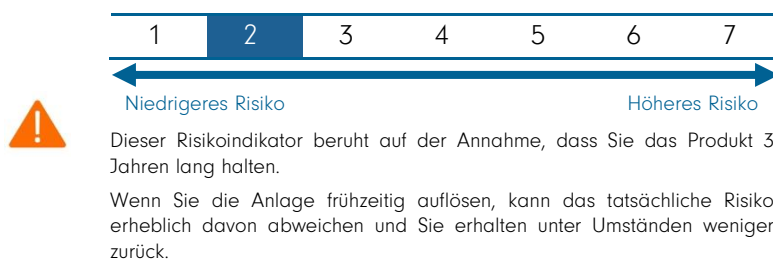 1 2 3 4 5 6 7
Niedrigeres Risiko Höheres Risiko
Dieser Risikoindikator beruht auf der Annahme, dass Sie das Produkt 3
Jahren lang halten.
Wenn Sie die Anlage frühzeitig auflösen, kann das tatsächliche Risiko
erheblich davon abweichen und Sie erhalten unter Umständen weniger
zurück.